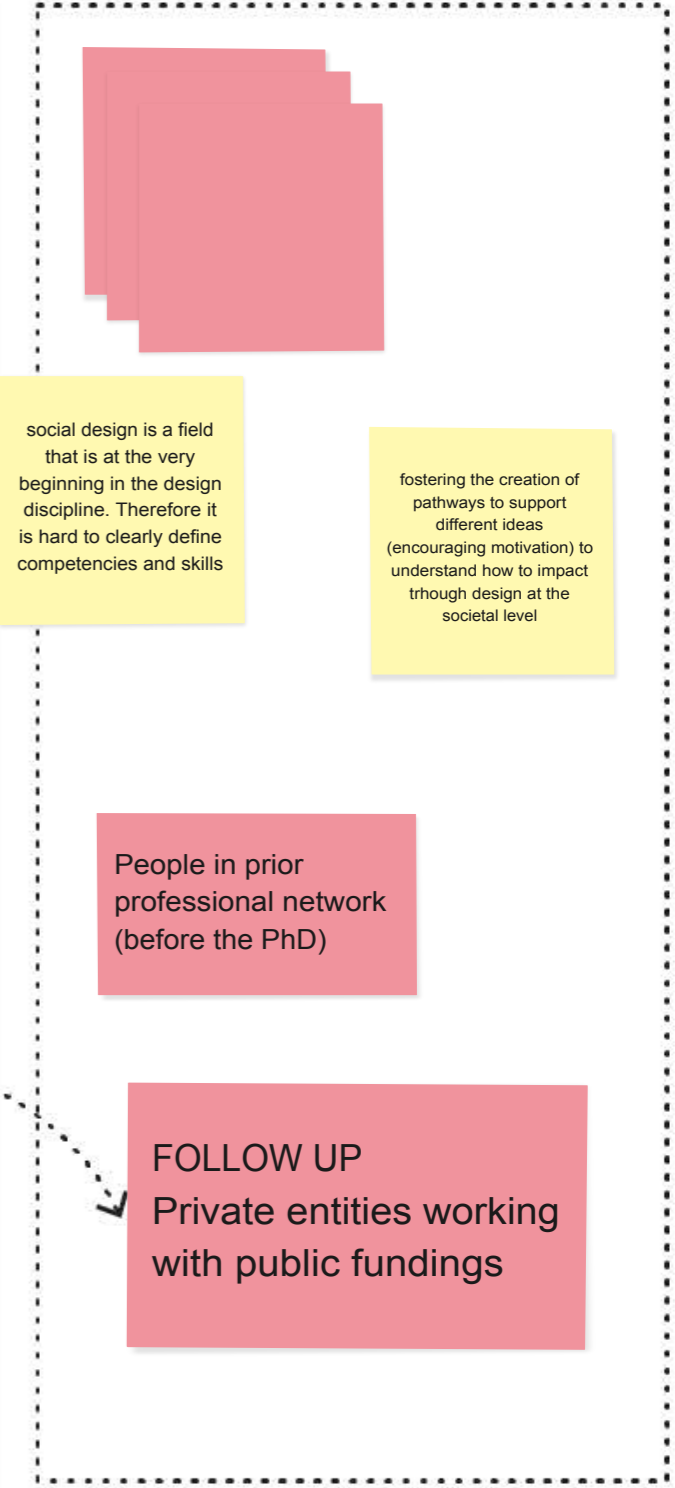 social design is a field
that is at the very
beginning in the design
discipline. Therefore it
is hard to clearly define
competencies and skills
fostering the creation of
pathways to support
different ideas
(encouraging motivation) to
understand how to impact
trhough design at the
societal level
People in prior
professional network
(before the PhD)
FOLLOW UP
Private entities working
with public fundings